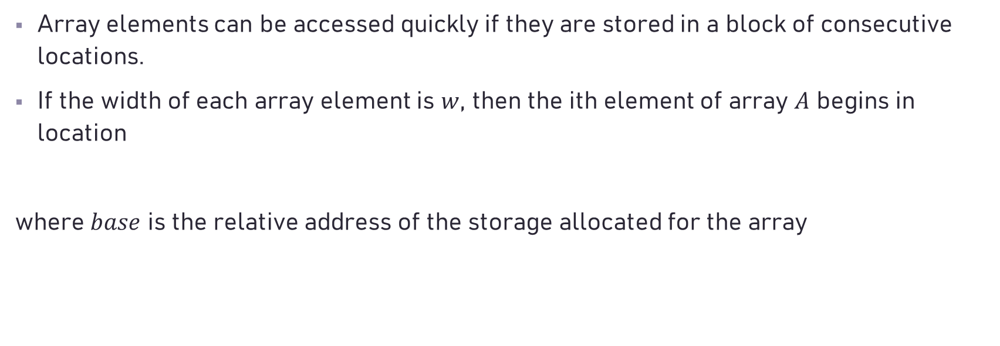 ▪ Array elements can be accessed quickly if they are stored in a block of consecutive
locations.
▪ If the width of each array element is w, then the ith element of array A begins in
location
where base is the relative address of the storage allocated for the array